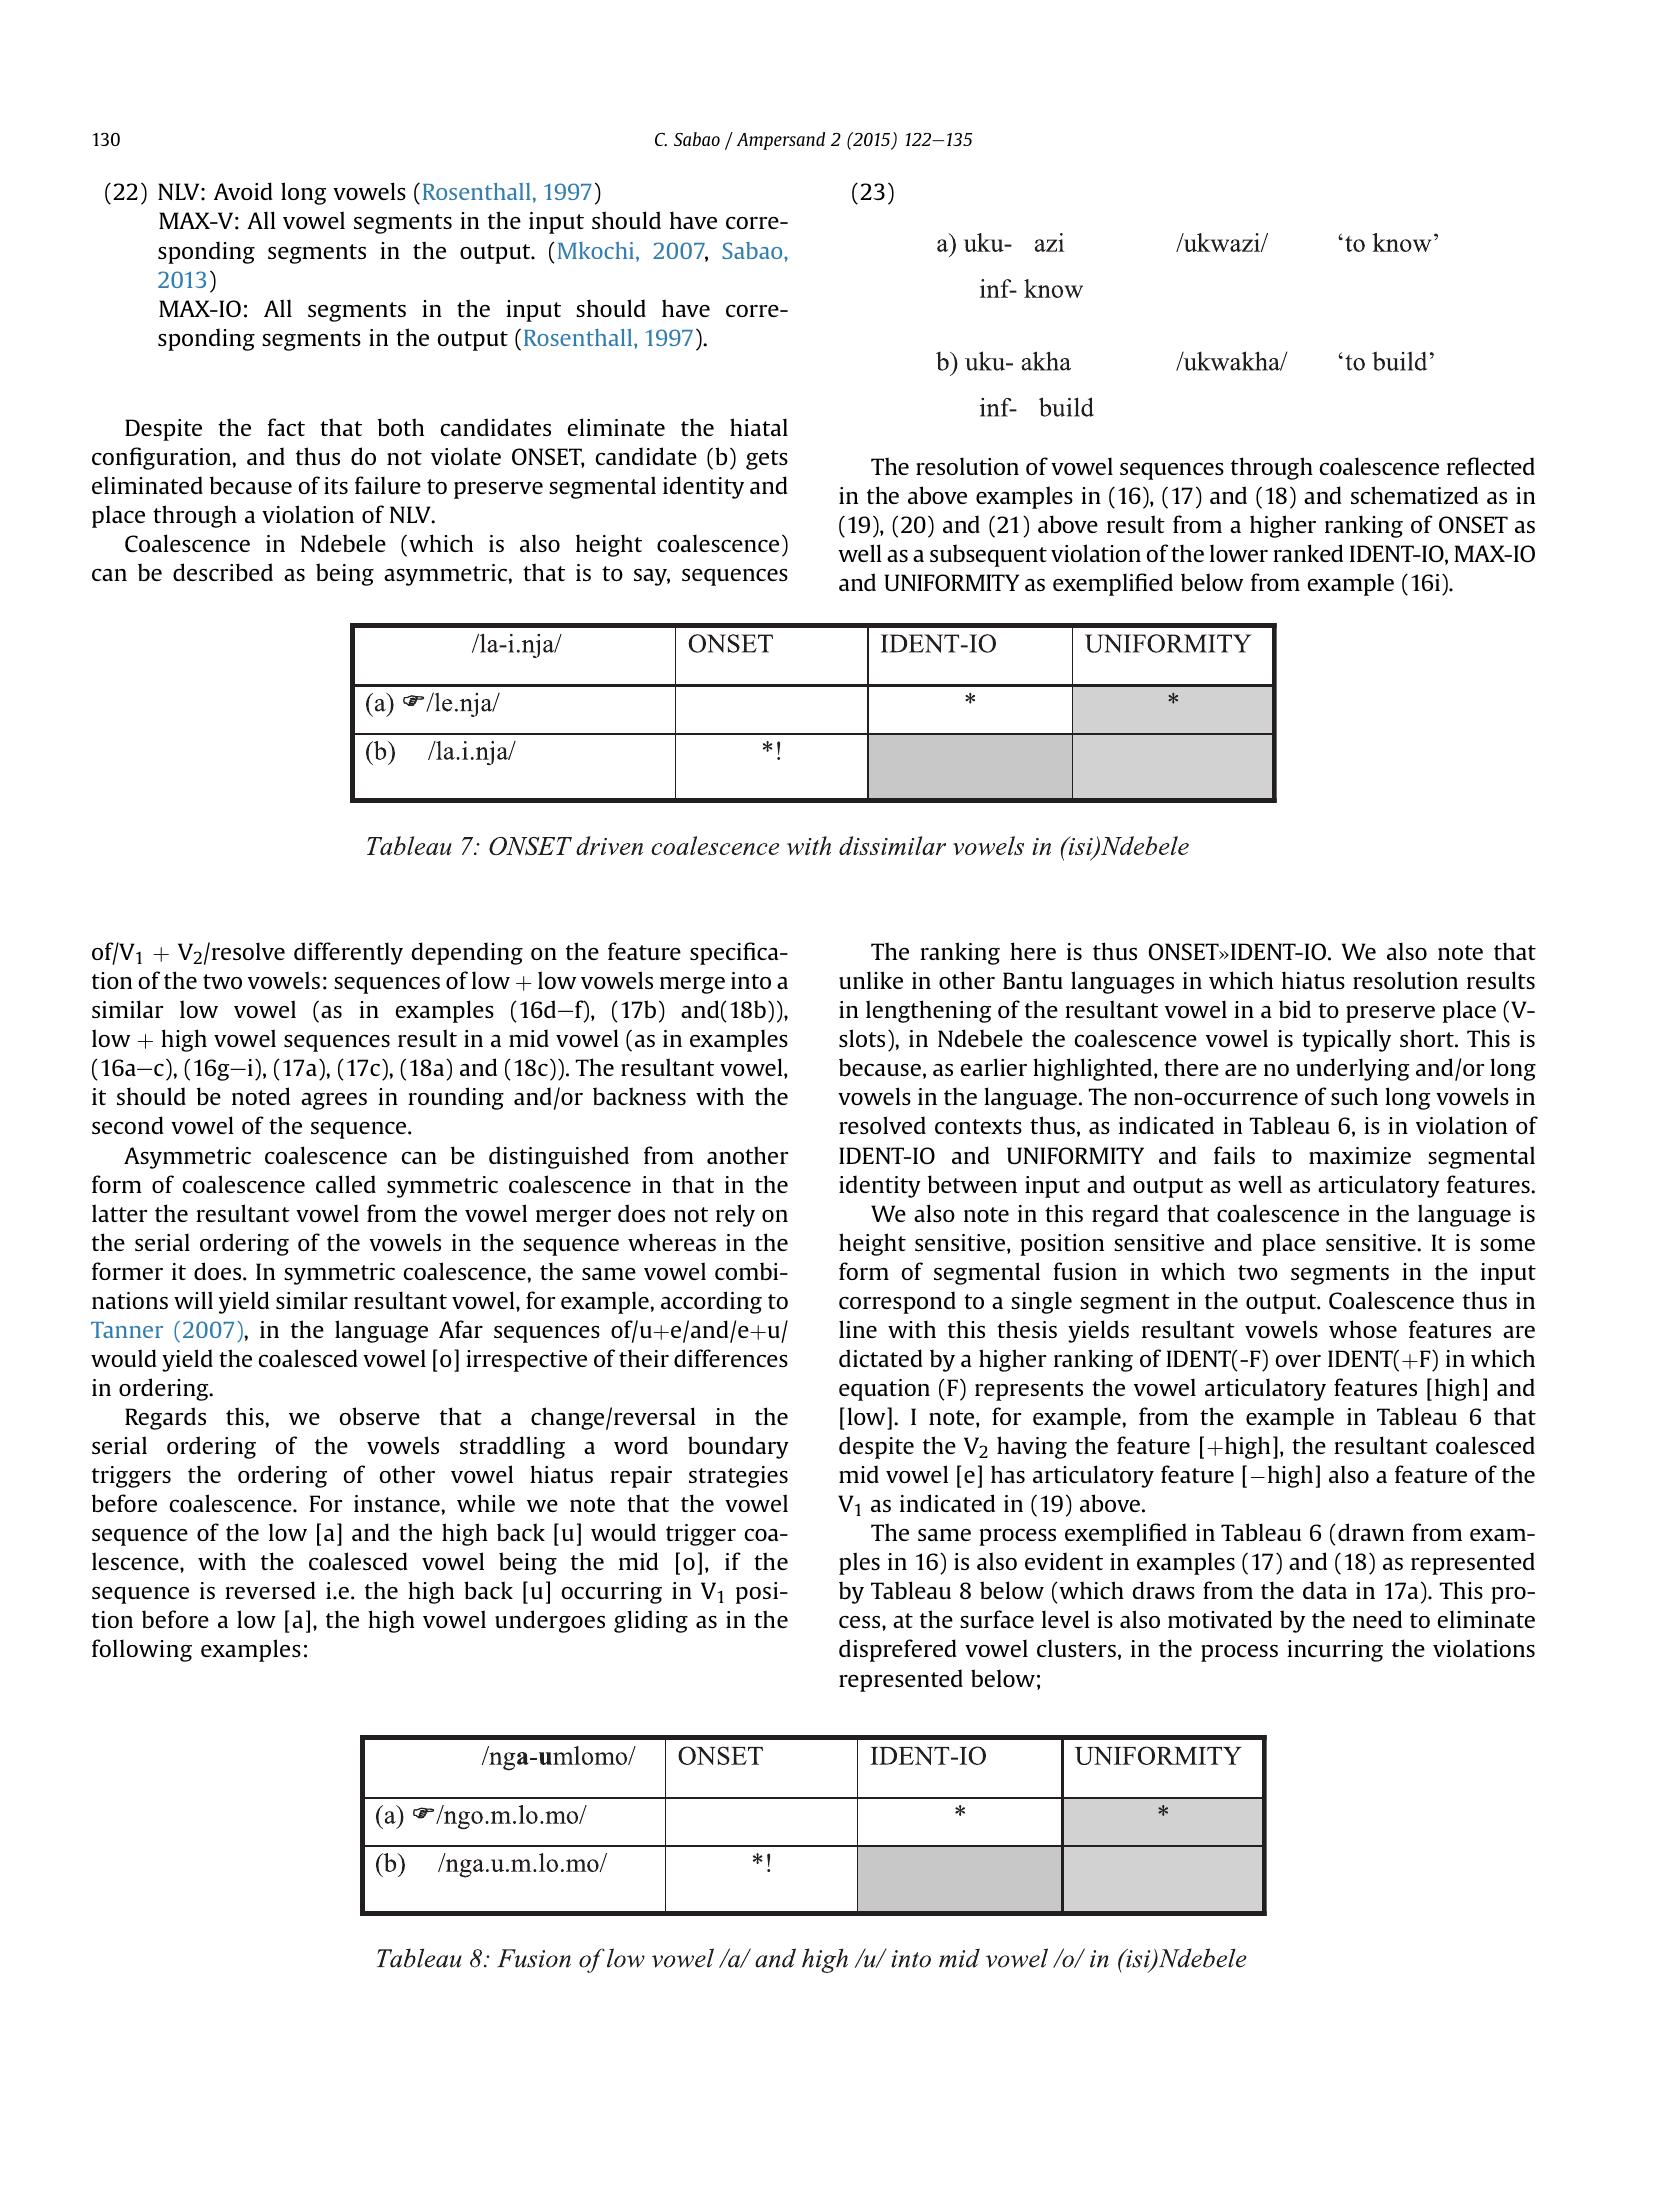 130
C. Sabao / Ampersand 2 (2015) 122–135
(22) NLV: Avoid long vowels (Rosenthall, 1997)
MAX-V: All vowel segments in the input should have corre-
sponding segments in the output. (Mkochi, 2007, Sabao,
2013)
MAX-IO: All segments in the input should have corre-
sponding segments in the output (Rosenthall, 1997).
Despite the fact that both candidates eliminate the hiatal
configuration, and thus do not violate ONSET, candidate (b) gets
eliminated because of its failure to preserve segmental identity and
place through a violation of NLV.
Coalescence in Ndebele (which is also height coalescence)
can be described as being asymmetric, that is to say, sequences
(23)
a) uku- azi /ukwazi/ ‘to know’
inf- know
b) uku- akha /ukwakha/ ‘to build’
inf- build
The resolution of vowel sequences through coalescence reflected
in the above examples in (16), (17) and (18) and schematized as in
(19), (20) and (21) above result from a higher ranking of ONSET as
well as a subsequent violation of the lower ranked IDENT-IO, MAX-IO
and UNIFORMITY as exemplified below from example (16i).
/la-i.nja/ ONSET IDENT-IO UNIFORMITY
(a) ☞/le.nja/ * *
(b) /la.i.nja/ *!
Tableau 7: ONSET driven coalescence with dissimilar vowels in (isi)Ndebele
of/V1 + V2/resolve differently depending on the feature specifica-
tion of the two vowels: sequences of low + low vowels merge into a
similar low vowel (as in examples (16d–f), (17b) and(18b)),
low + high vowel sequences result in a mid vowel (as in examples
(16a–c), (16g–i), (17a), (17c), (18a) and (18c)). The resultant vowel,
it should be noted agrees in rounding and/or backness with the
second vowel of the sequence.
Asymmetric coalescence can be distinguished from another
form of coalescence called symmetric coalescence in that in the
latter the resultant vowel from the vowel merger does not rely on
the serial ordering of the vowels in the sequence whereas in the
former it does. In symmetric coalescence, the same vowel combi-
nations will yield similar resultant vowel, for example, according to
Tanner (2007), in the language Afar sequences of/u+e/and/e+u/
would yield the coalesced vowel [o] irrespective of their differences
in ordering.
Regards this, we observe that a change/reversal in the
serial ordering of the vowels straddling a word boundary
triggers the ordering of other vowel hiatus repair strategies
before coalescence. For instance, while we note that the vowel
sequence of the low [a] and the high back [u] would trigger coa-
lescence, with the coalesced vowel being the mid [o], if the
sequence is reversed i.e. the high back [u] occurring in V1 posi-
tion before a low [a], the high vowel undergoes gliding as in the
following examples:
The ranking here is thus ONSET»IDENT-IO. We also note that
unlike in other Bantu languages in which hiatus resolution results
in lengthening of the resultant vowel in a bid to preserve place (V-
slots), in Ndebele the coalescence vowel is typically short. This is
because, as earlier highlighted, there are no underlying and/or long
vowels in the language. The non-occurrence of such long vowels in
resolved contexts thus, as indicated in Tableau 6, is in violation of
IDENT-IO and UNIFORMITY and fails to maximize segmental
identity between input and output as well as articulatory features.
We also note in this regard that coalescence in the language is
height sensitive, position sensitive and place sensitive. It is some
form of segmental fusion in which two segments in the input
correspond to a single segment in the output. Coalescence thus in
line with this thesis yields resultant vowels whose features are
dictated by a higher ranking of IDENT(-F) over IDENT(+F) in which
equation (F) represents the vowel articulatory features [high] and
[low]. I note, for example, from the example in Tableau 6 that
despite the V2 having the feature [+high], the resultant coalesced
mid vowel [e] has articulatory feature [−high] also a feature of the
V1 as indicated in (19) above.
The same process exemplified in Tableau 6 (drawn from exam-
ples in 16) is also evident in examples (17) and (18) as represented
by Tableau 8 below (which draws from the data in 17a). This pro-
cess, at the surface level is also motivated by the need to eliminate
disprefered vowel clusters, in the process incurring the violations
represented below;
/nga-umlomo/ ONSET IDENT-IO UNIFORMITY
(a) ☞/ngo.m.lo.mo/ * *
(b) /nga.u.m.lo.mo/ *!
Tableau 8: Fusion of low vowel /a/ and high /u/ into mid vowel /o/ in (isi)Ndebele